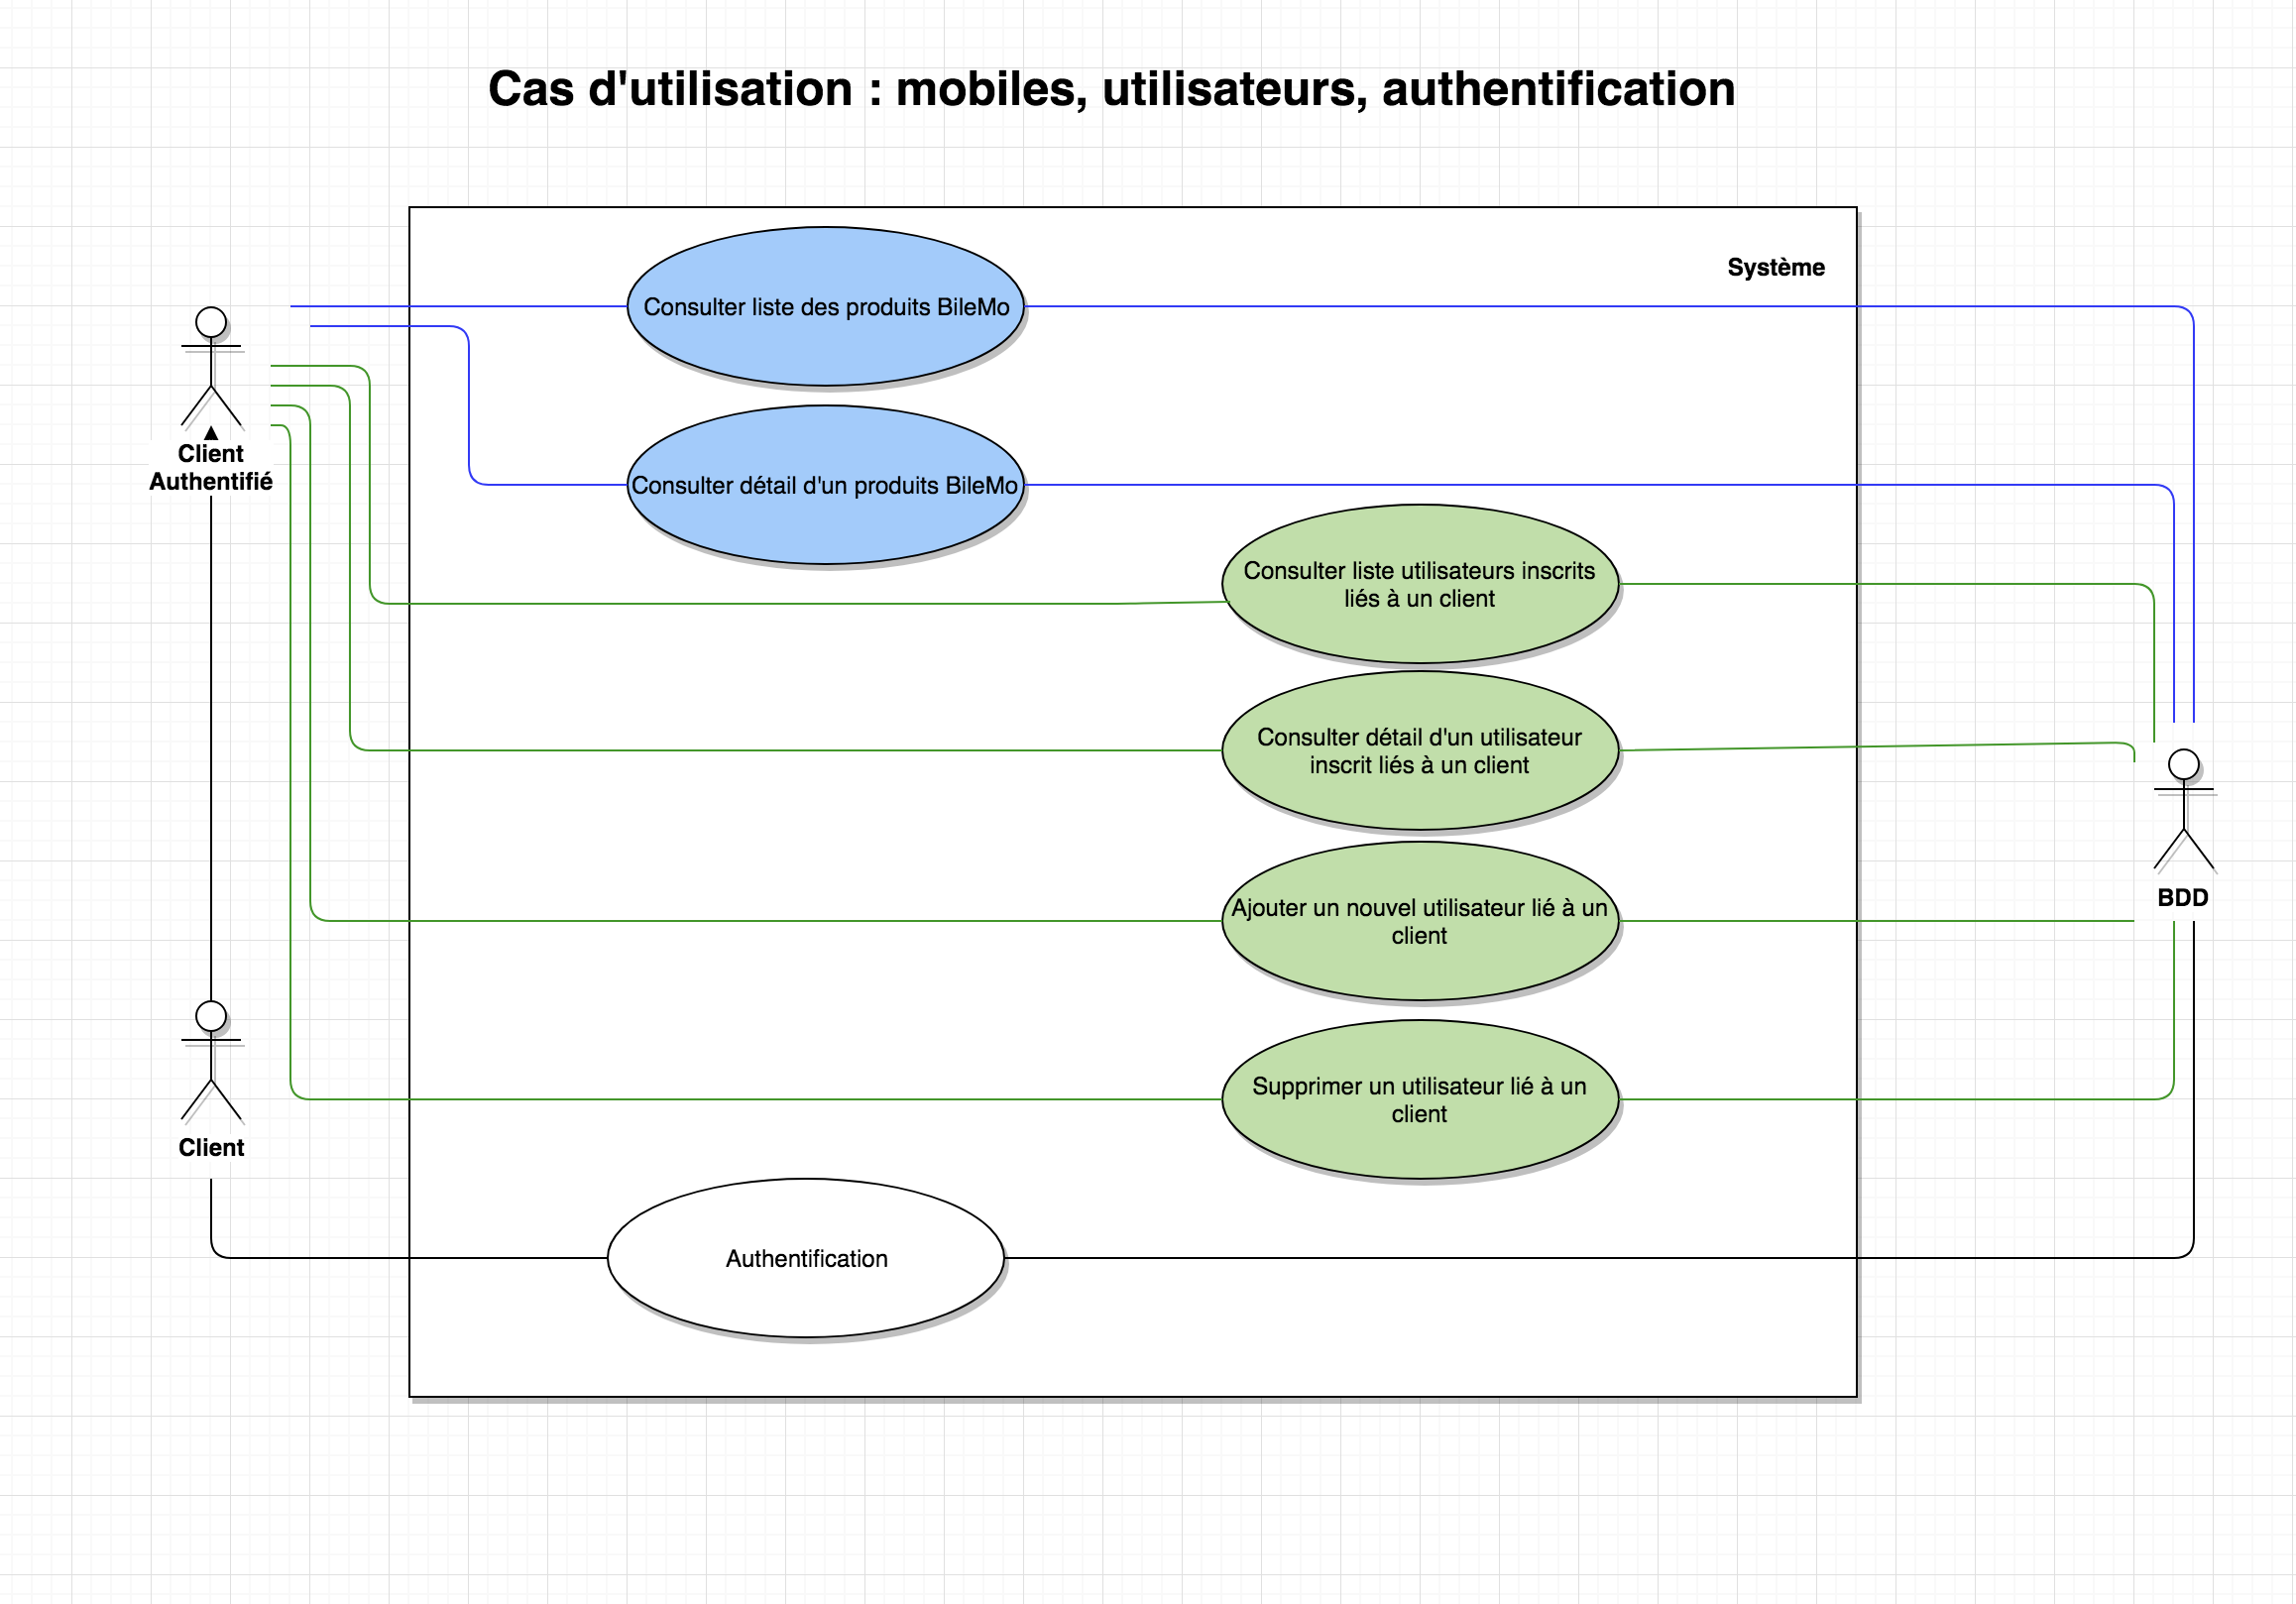 Cas d'utilisation : mobiles, utilisateurs, authentification
Système
Consulter liste des produits BileMo
Client
Authentifié
Consulter détail d'un produits BileMo
Consulter liste utilisateurs inscrits
liés à un client
Consulter détail d'un utilisateur
inscrit liés à un client
Ajouter un nouvel utilisateur lié à un
client
BDD
Supprimer un utilisateur lié à un
client
Client
Authentification